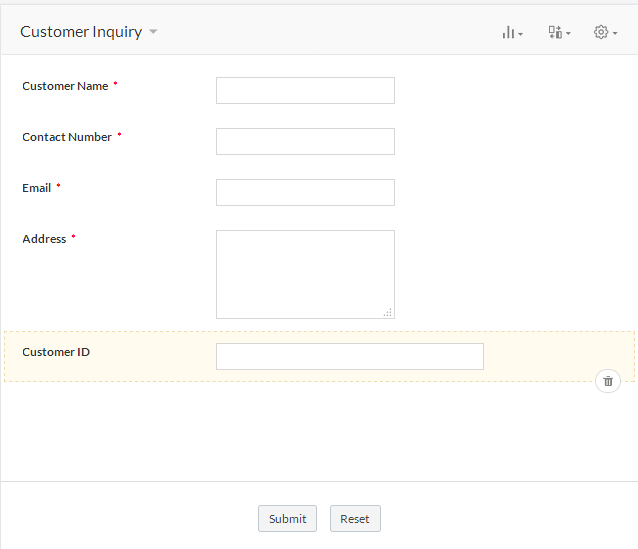 Customer Inquiry
Customer Name *
Contact Number *
Email *
Address *
Customer ID
Submit Reset